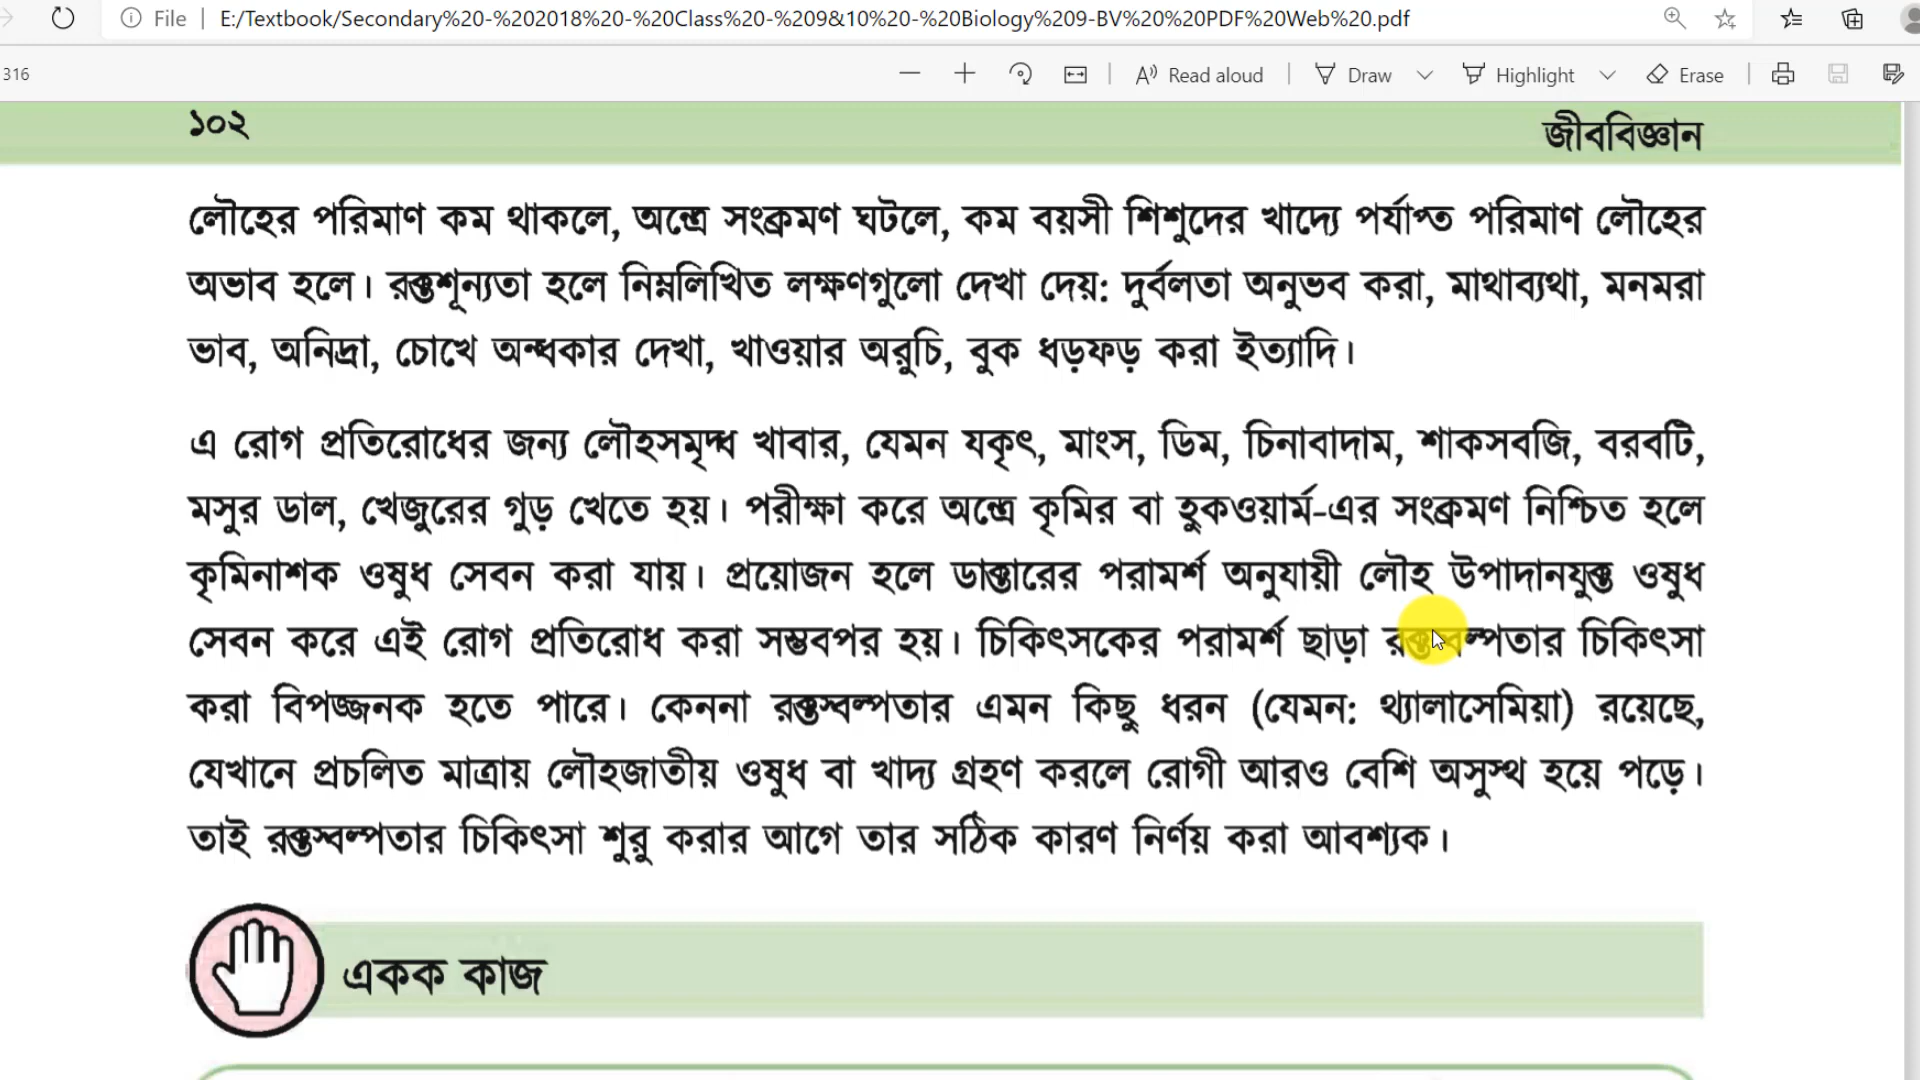 File | E:/Textbook/Secondary%20-%202018%20-%20Class%20-%209&10%20-%20Biology%209-BV%20%20PDF%20Web%20.pdf
316 Read aloud Draw Highlight Erase
১০২ জীববিজ্ঞান
লৌহের পরিমাণ কম থাকলে, অন্ত্রে সংক্রমণ ঘটলে, কম বয়সী শিশুদের খাদ্যে পর্যাপ্ত পরিমাণ লৌহের
অভাব হলে। রক্তশূন্যতা হলে নিম্নলিখিত লক্ষণগুলো দেখা দেয়: দুর্বলতা অনুভব করা, মাথাব্যথা, মনমরা
ভাব, অনিদ্রা, চোখে অন্ধকার দেখা, খাওয়ার অরুচি, বুক ধড়ফড় করা ইত্যাদি।
এ রোগ প্রতিরোধের জন্য লৌহসমৃদ্ধ খাবার, যেমন যকৃৎ, মাংস, ডিম, চিনাবাদাম, শাকসবজি, বরবটি,
মসুর ডাল, খেজুরের গুড় খেতে হয়। পরীক্ষা করে অন্ত্রে কৃমির বা হুকওয়ার্ম-এর সংক্রমণ নিশ্চিত হলে
কৃমিনাশক ওষুধ সেবন করা যায়। প্রয়োজন হলে ডাক্তারের পরামর্শ অনুযায়ী লৌহ উপাদানযুক্ত ওষুধ
সেবন করে এই রোগ প্রতিরোধ করা সম্ভবপর হয়। চিকিৎসকের পরামর্শ ছাড়া রক্তস্বল্পতার চিকিৎসা
করা বিপজ্জনক হতে পারে। কেননা রক্তস্বল্পতার এমন কিছু ধরন (যেমন: থ্যালাসেমিয়া) রয়েছে,
যেখানে প্রচলিত মাত্রায় লৌহজাতীয় ওষুধ বা খাদ্য গ্রহণ করলে রোগী আরও বেশি অসুস্থ হয়ে পড়ে।
তাই রক্তস্বল্পতার চিকিৎসা শুরু করার আগে তার সঠিক কারণ নির্ণয় করা আবশ্যক।
একক কাজ